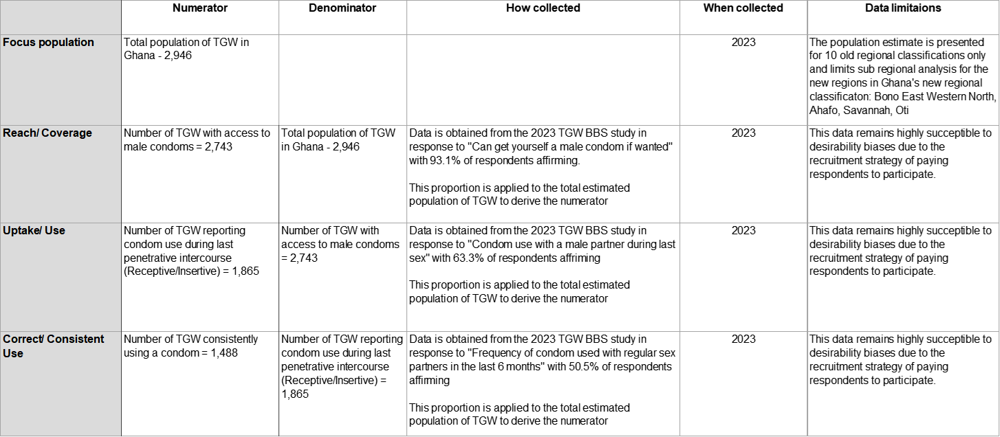 Numerator
Denominator
How collected
When collected
Data limitaions
Focus population
Total population of TGW in
Ghana - 2,946
2023
The population estimate is presented
for 10 old regional classifications only
and limits sub regional analysis for the
new regions in Ghana's new regional
classificaton: Bono East Western North,
Ahafo, Savannah, Oti
Reach/ Coverage
Number of TGW with access to
male condoms = 2,743
Total population of TGW
in Ghana - 2,946
Data is obtained from the 2023 TGW BBS study in
response to "Can get yourself a male condom if wanted"
with 93.1% of respondents affirming.
This proportion is applied to the total estimated
population of TGW to derive the numerator
2023
This data remains highly succeptible to
desirability biases due to the
recruitment strategy of paying
respondents to participate.
Uptake/ Use
Number of TGW reporting
condom use during last
penetrative intercourse
(Receptive/Insertive) = 1,865
Number of TGW with
access to male condoms
= 2,743
Data is obtained from the 2023 TGW BBS study in
response to "Condom use with a male partner during last
sex" with 63.3% of respondents affriming
This proportion is applied to the total estimated
population of TGW to derive the numerator
2023
This data remains highly succeptible to
desirability biases due to the
recruitment strategy of paying
respondents to participate.
Correct/ Consistent
Use
Number of TGW consistently
using a condom = 1,488
Number of TGW reporting
condom use during last
penetrative intercourse
(Receptive/Insertive) =
1,865
Data is obtained from the 2023 TGW BBS study in
response to "Frequency of condom used with regular sex
partners in the last 6 months" with 50.5% of respondents
affirming
This proportion is applied to the total estimated
population of TGW to derive the numerator
2023
This data remains highly succeptible to
desirability biases due to the
recruitment strategy of paying
respondents to participate.